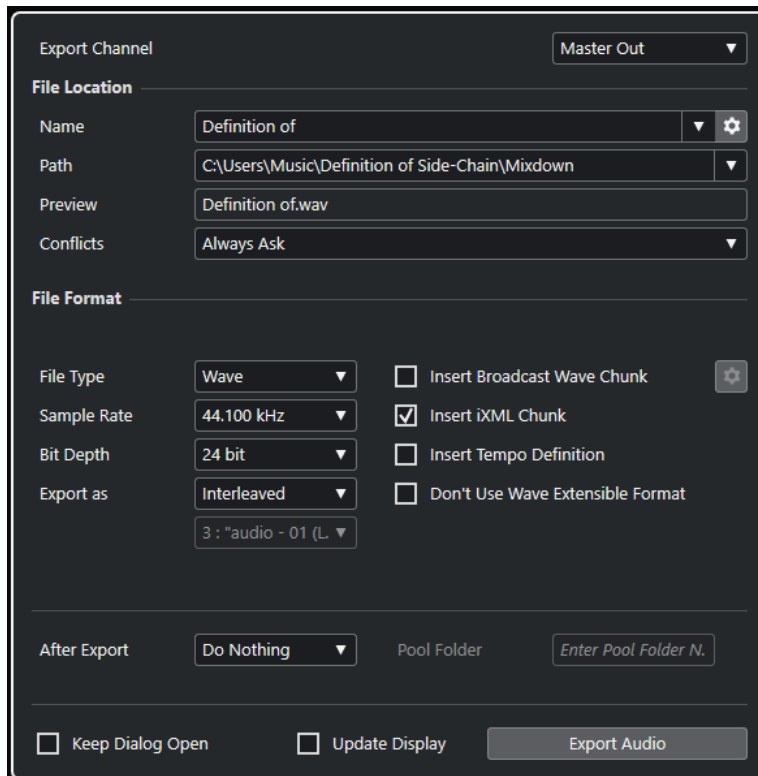 Export Channel Master Out
File Location
Name Definition of
Path C:\Users\Music\Definition of Side-Chain\Mixdown
Preview Definition of.wav
Conflicts Always Ask
File Format
File Type Wave Insert Broadcast Wave Chunk
Sample Rate 44.100 kHz Insert iXML Chunk
Bit Depth 24 bit Insert Tempo Definition
Export as Interleaved Don't Use Wave Extensible Format
3 : "audio - 01 (L.
After Export Do Nothing Pool Folder Enter Pool Folder N.
Keep Dialog Open Update Display Export Audio